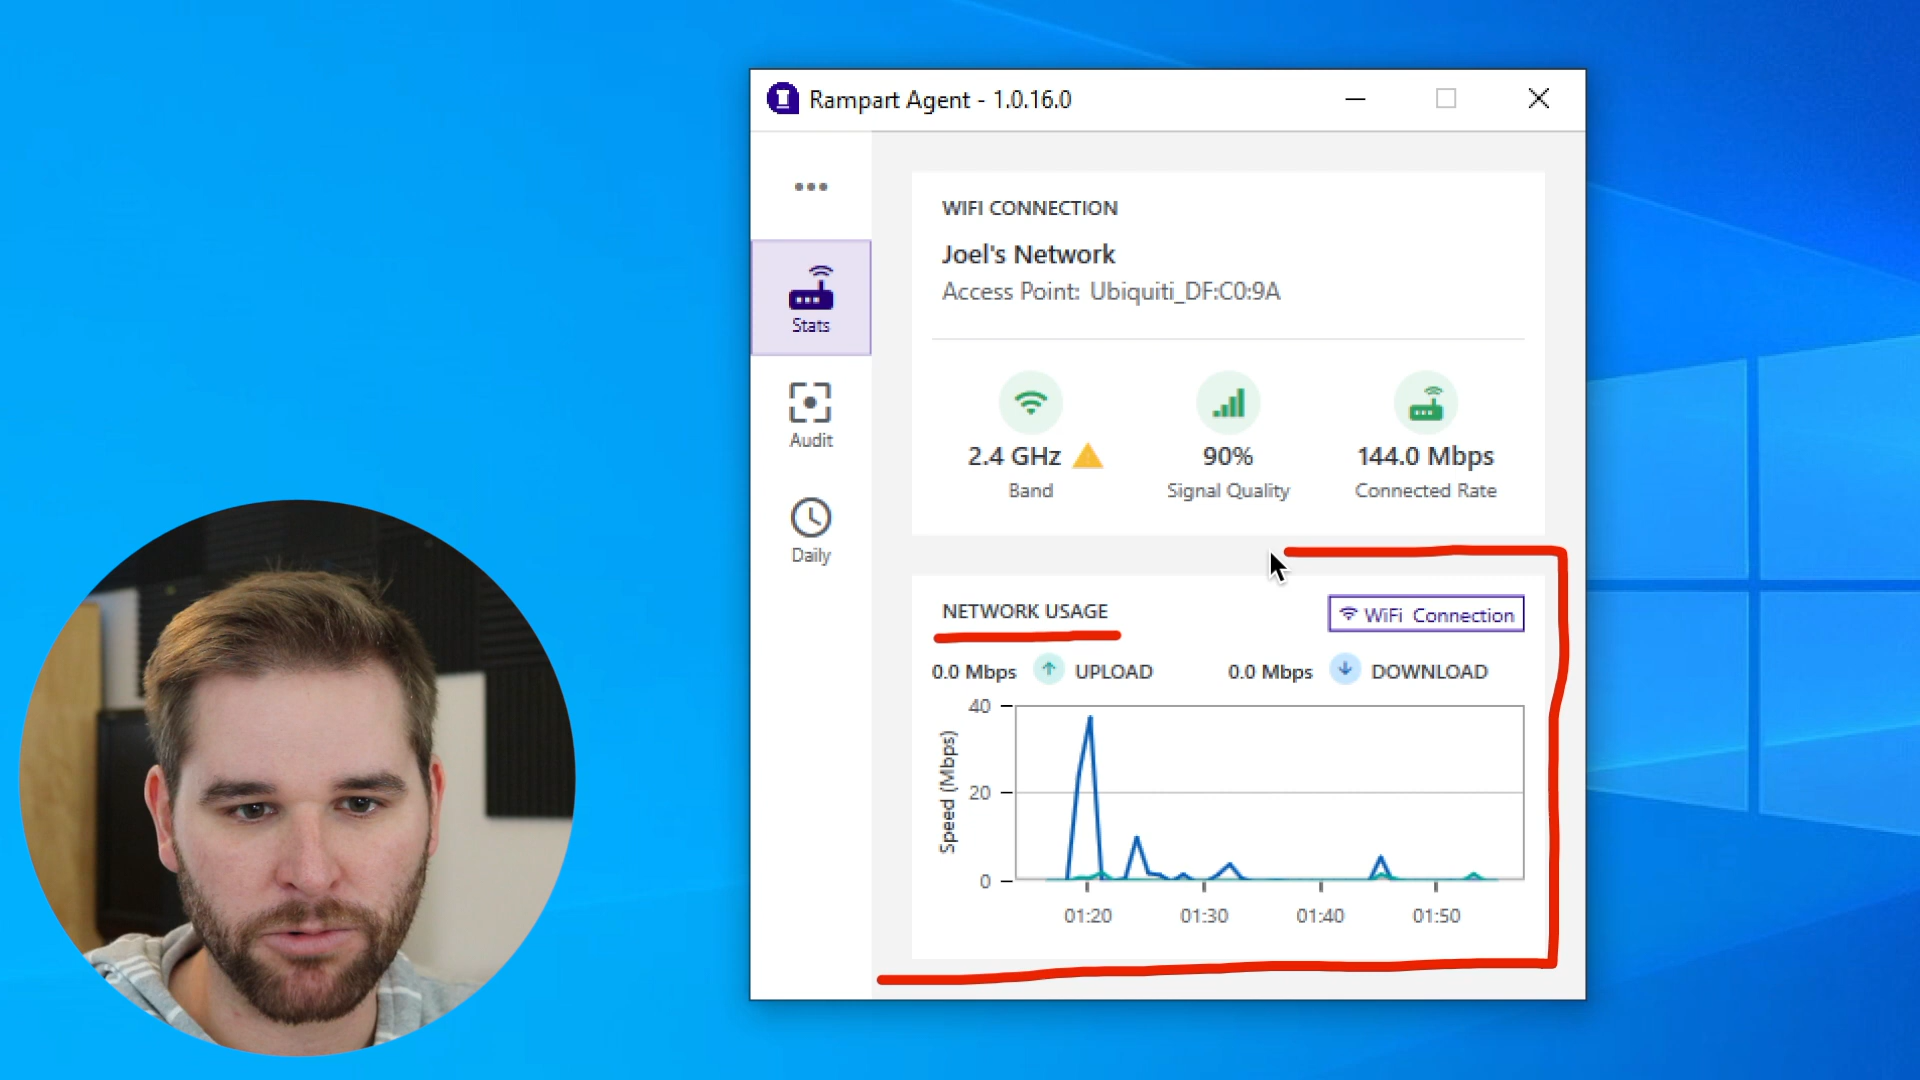 Rampart Agent - 1.0.16.0
Stats
Audit
Daily
WIFI CONNECTION
Joel's Network
Access Point: Ubiquiti_DF:C0:9A
2.4 GHz 90% 144.0 Mbps
Band Signal Quality Connected Rate
NETWORK USAGE WiFi Connection
0.0 Mbps UPLOAD 0.0 Mbps DOWNLOAD
Speed (Mbps)
40
20
0
01:20 01:30 01:40 01:50